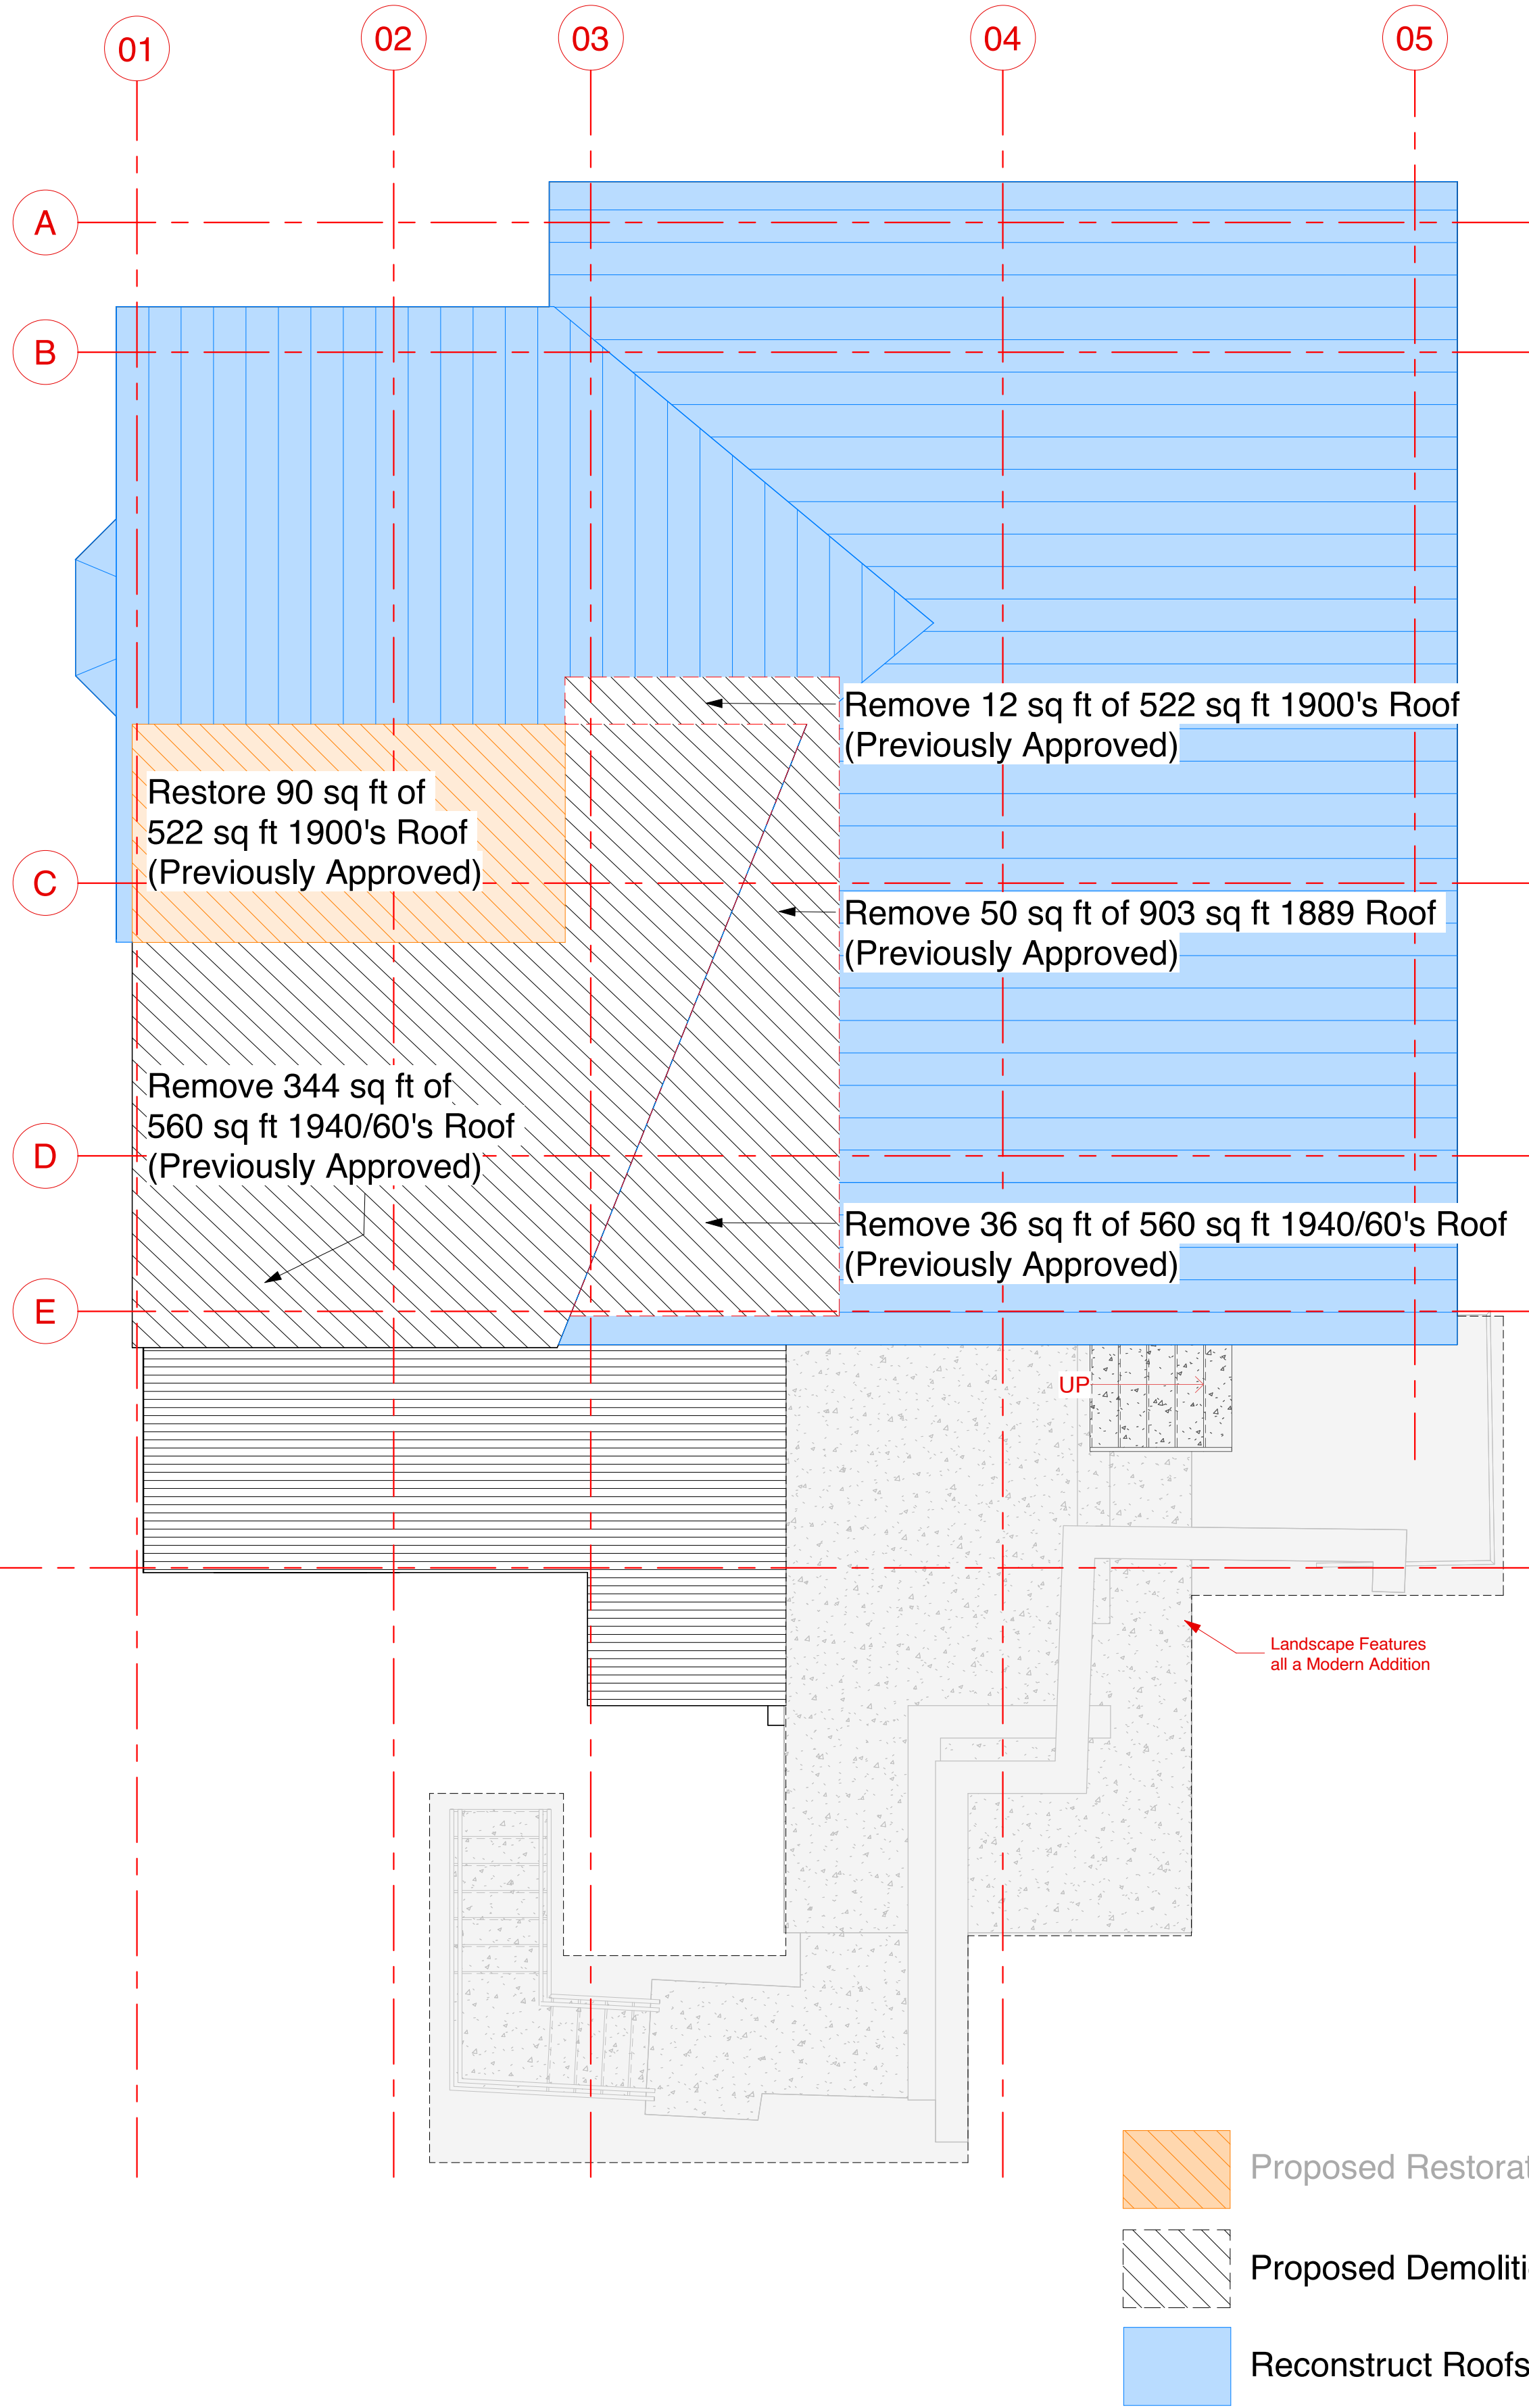 01
02
03
04
05
A
B
Remove 12 sq ft of 522 sq ft 1900's Roof
(Previously Approved)
Restore 90 sq ft of
522 sq ft 1900's Roof
(Previously Approved)
C
Remove 50 sq ft of 903 sq ft 1889 Roof
(Previously Approved)
Remove 344 sq ft of
560 sq ft 1940/60's Roof
(Previously Approved)
D
Remove 36 sq ft of 560 sq ft 1940/60's Roof
(Previously Approved)
E
UP
Landscape Features
all a Modern Addition
Proposed
Proposed
Reconstruct Roofs